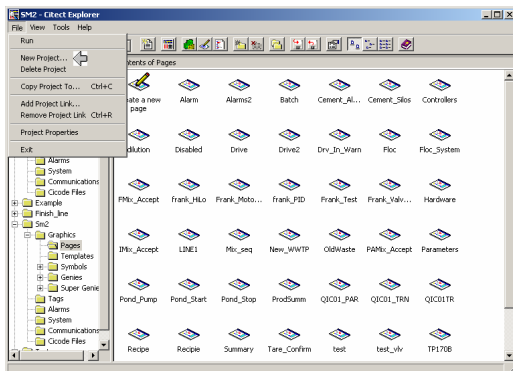 SM2 - Citect Explorer
File View Tools Help
Run
New Project...
Delete Project
Copy Project To... Ctrl+C
Add Project Link...
Remove Project Link Ctrl+R
Project Properties
Exit
Alarms
System
Communications
Cicode Files
Example
Finish_line
Sm2
Graphics
Pages
Templates
Symbols
Genies
Super Genie
Tags
Alarms
System
Communications
Cicode Files
ntents of Pages
ate a new page
Alarm
Alarms2
Batch
Cement_Al...
Cement_Silos
Controllers
ilution
Disabled
Drive
Drive2
Drv_In_Warn
Floc
Floc_System
FMix_Accept
frank_HiLo
Frank_Moto...
frank_PID
Frank_Test
Frank_Valv...
Hardware
IMix_Accept
LINE1
Mix_seq
New_WWTP
OldWaste
PAMix_Accept
Parameters
Pond_Pump
Pond_Start
Pond_Stop
ProdSumm
QIC01_PAR
QIC01_TRN
QIC01TR
Recipe
Recipie
Summary
Tare_Confirm
test
test_vlv
TP170B